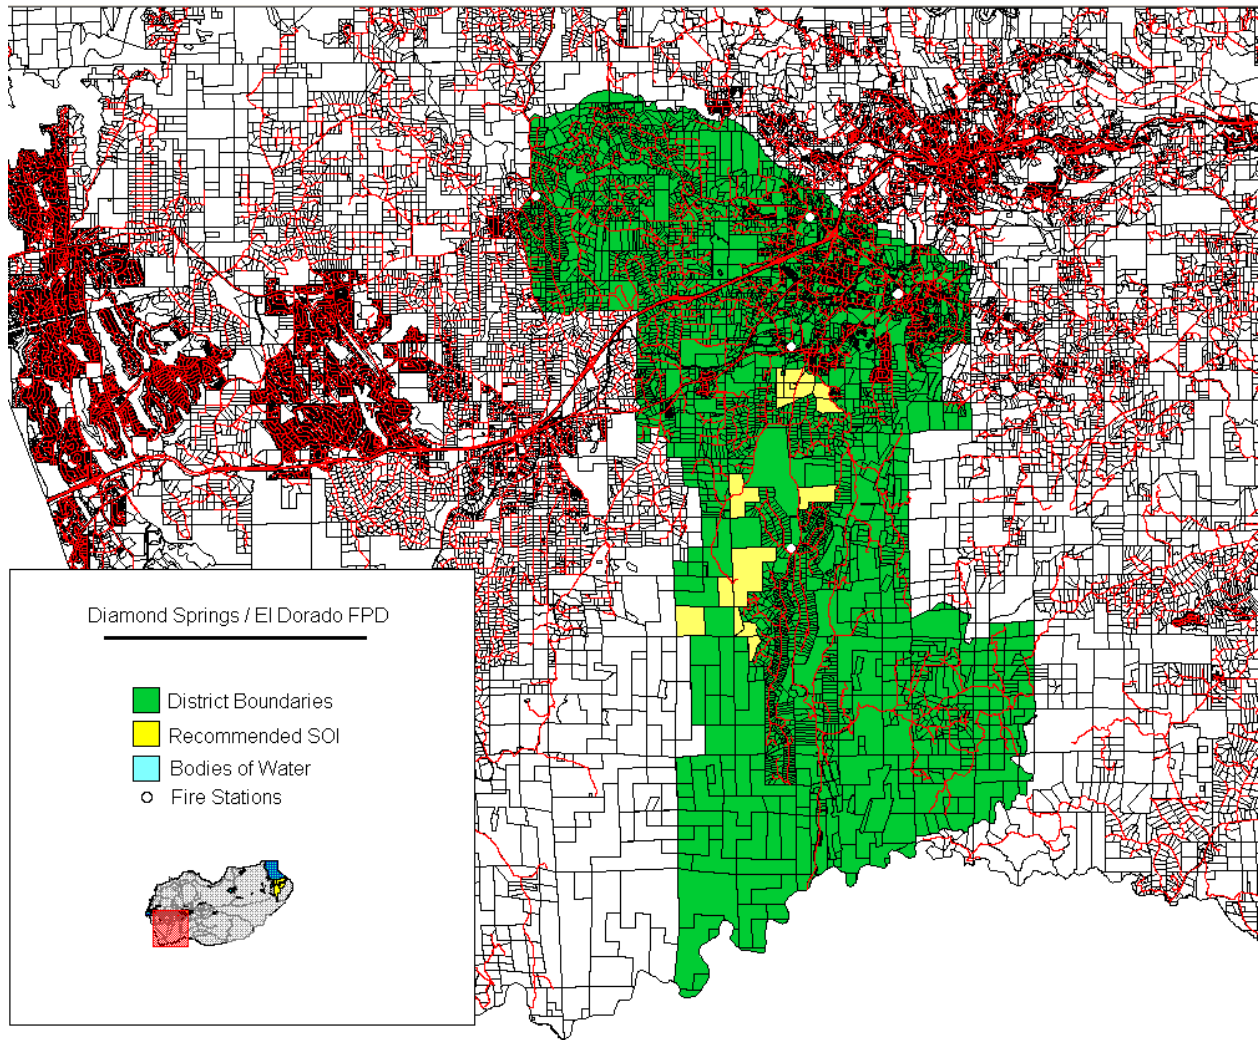 Diamond Springs / El Dorado FPD
District Boundaries
Recommended SOI
Bodies of Water
Fire Stations